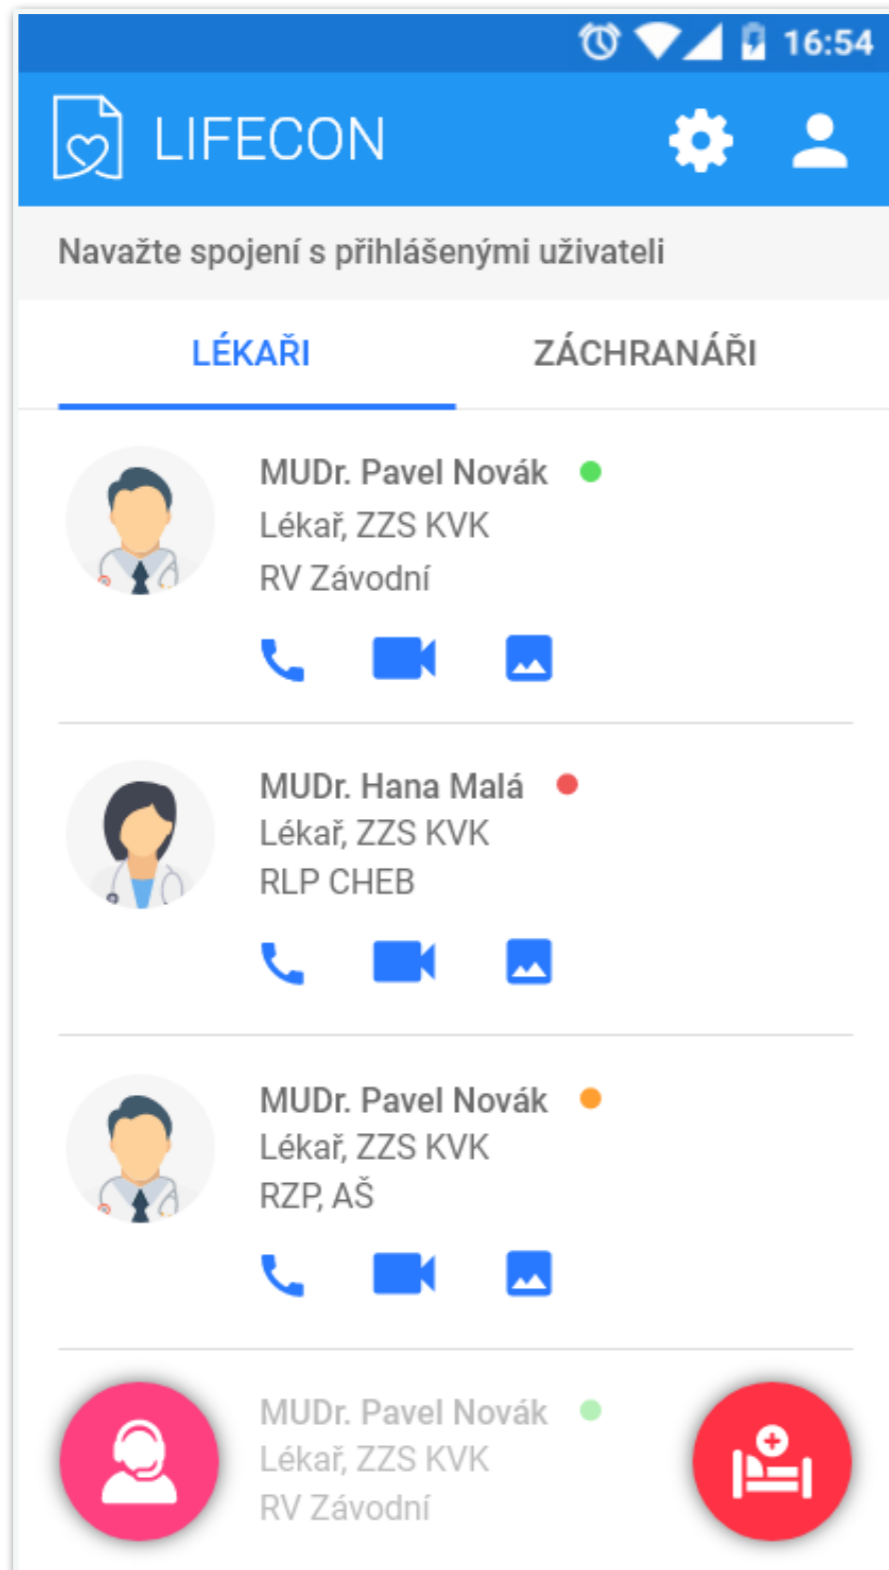 16:54
LIFECON
Navažte spojení s přihlášenými uživateli
LÉKAŘI ZÁCHRANÁŘI
MUDr. Pavel Novák
Lékař, ZZS KVK
RV Závodní
MUDr. Hana Malá
Lékař, ZZS KVK
RLP CHEB
MUDr. Pavel Novák
Lékař, ZZS KVK
RZP, AŠ
MUDr. Pavel Novák
Lékař, ZZS KVK
RV Závodní